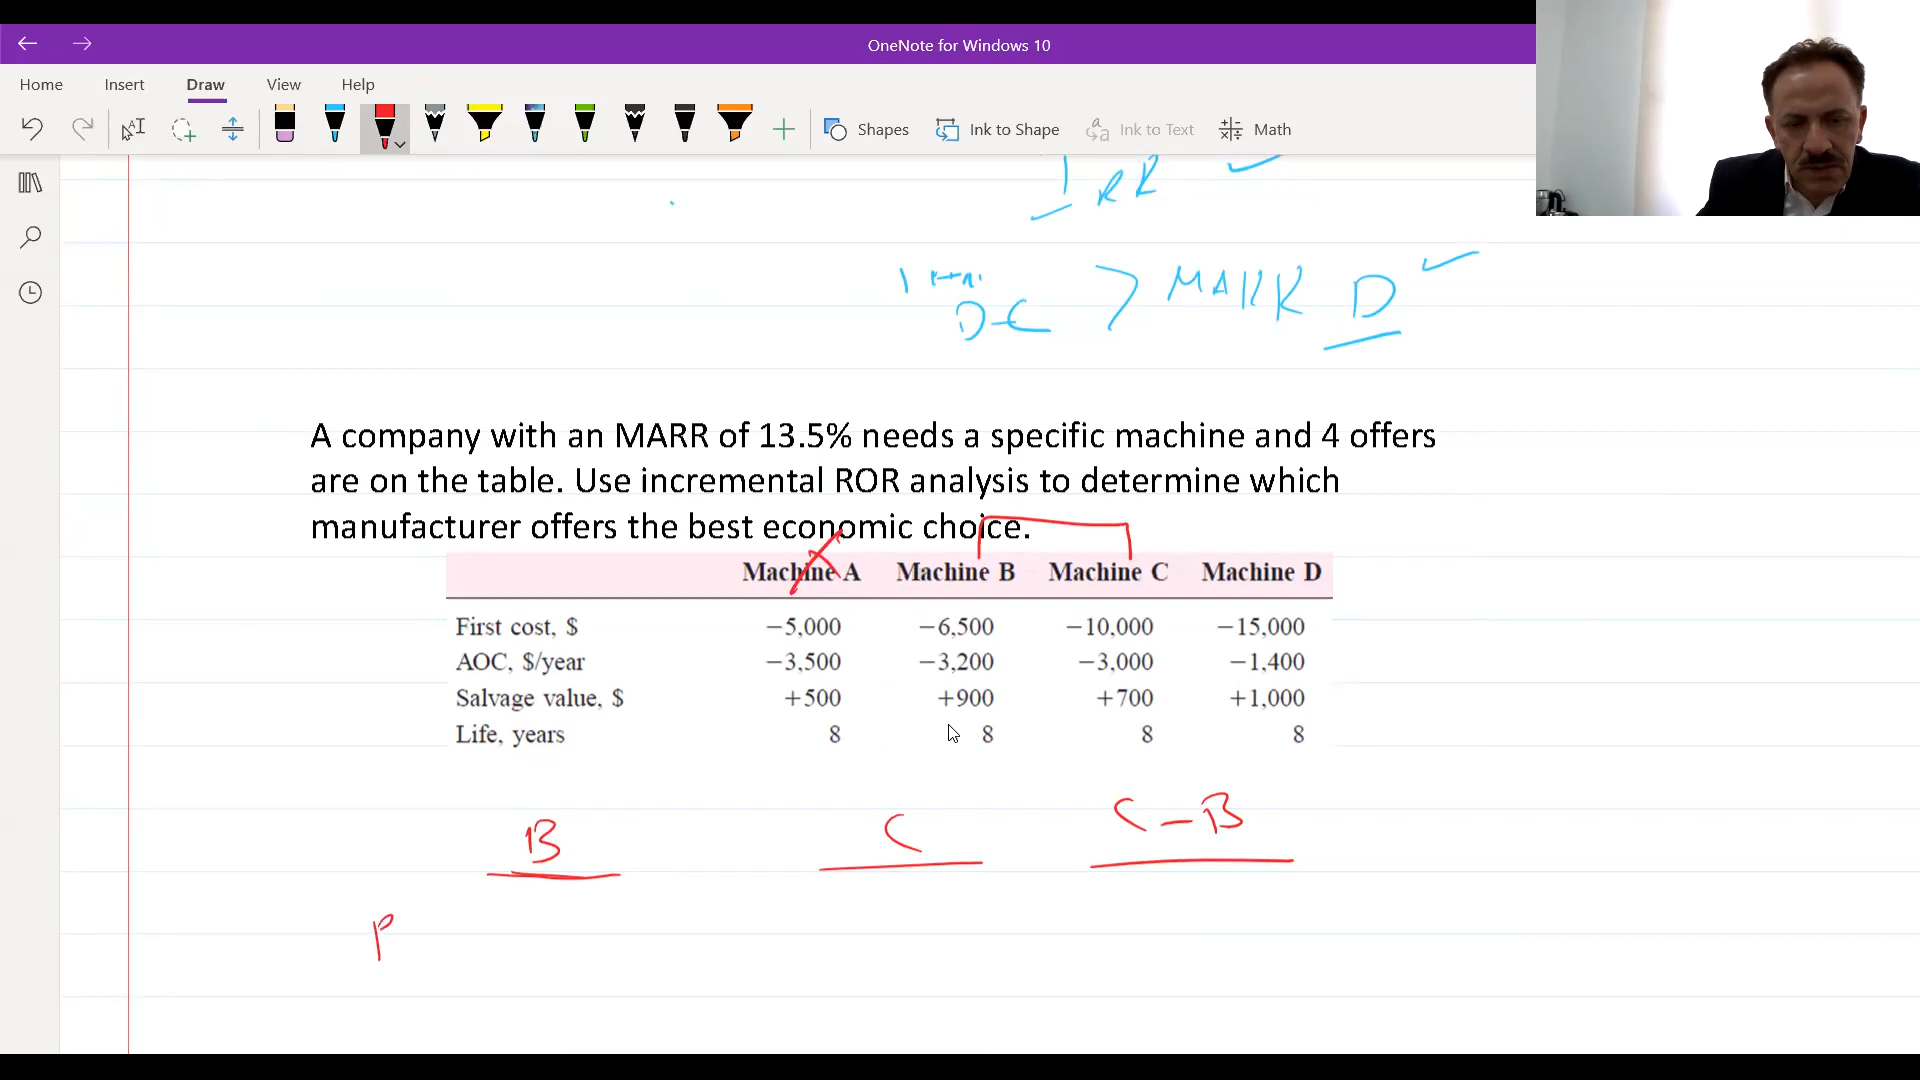 OneNote for Windows 10
Home Insert Draw View Help
Shapes Ink to Shape Ink to Text Math
IRR
D-C > MARR D
A company with an MARR of 13.5% needs a specific machine and 4 offers
are on the table. Use incremental ROR analysis to determine which
manufacturer offers the best economic choice.
Machine A Machine B Machine C Machine D
First cost, $ −5,000 −6,500 −10,000 −15,000
AOC, $/year −3,500 −3,200 −3,000 −1,400
Salvage value, $ +500 +900 +700 +1,000
Life, years 8 8 8 8
B C C-B
P